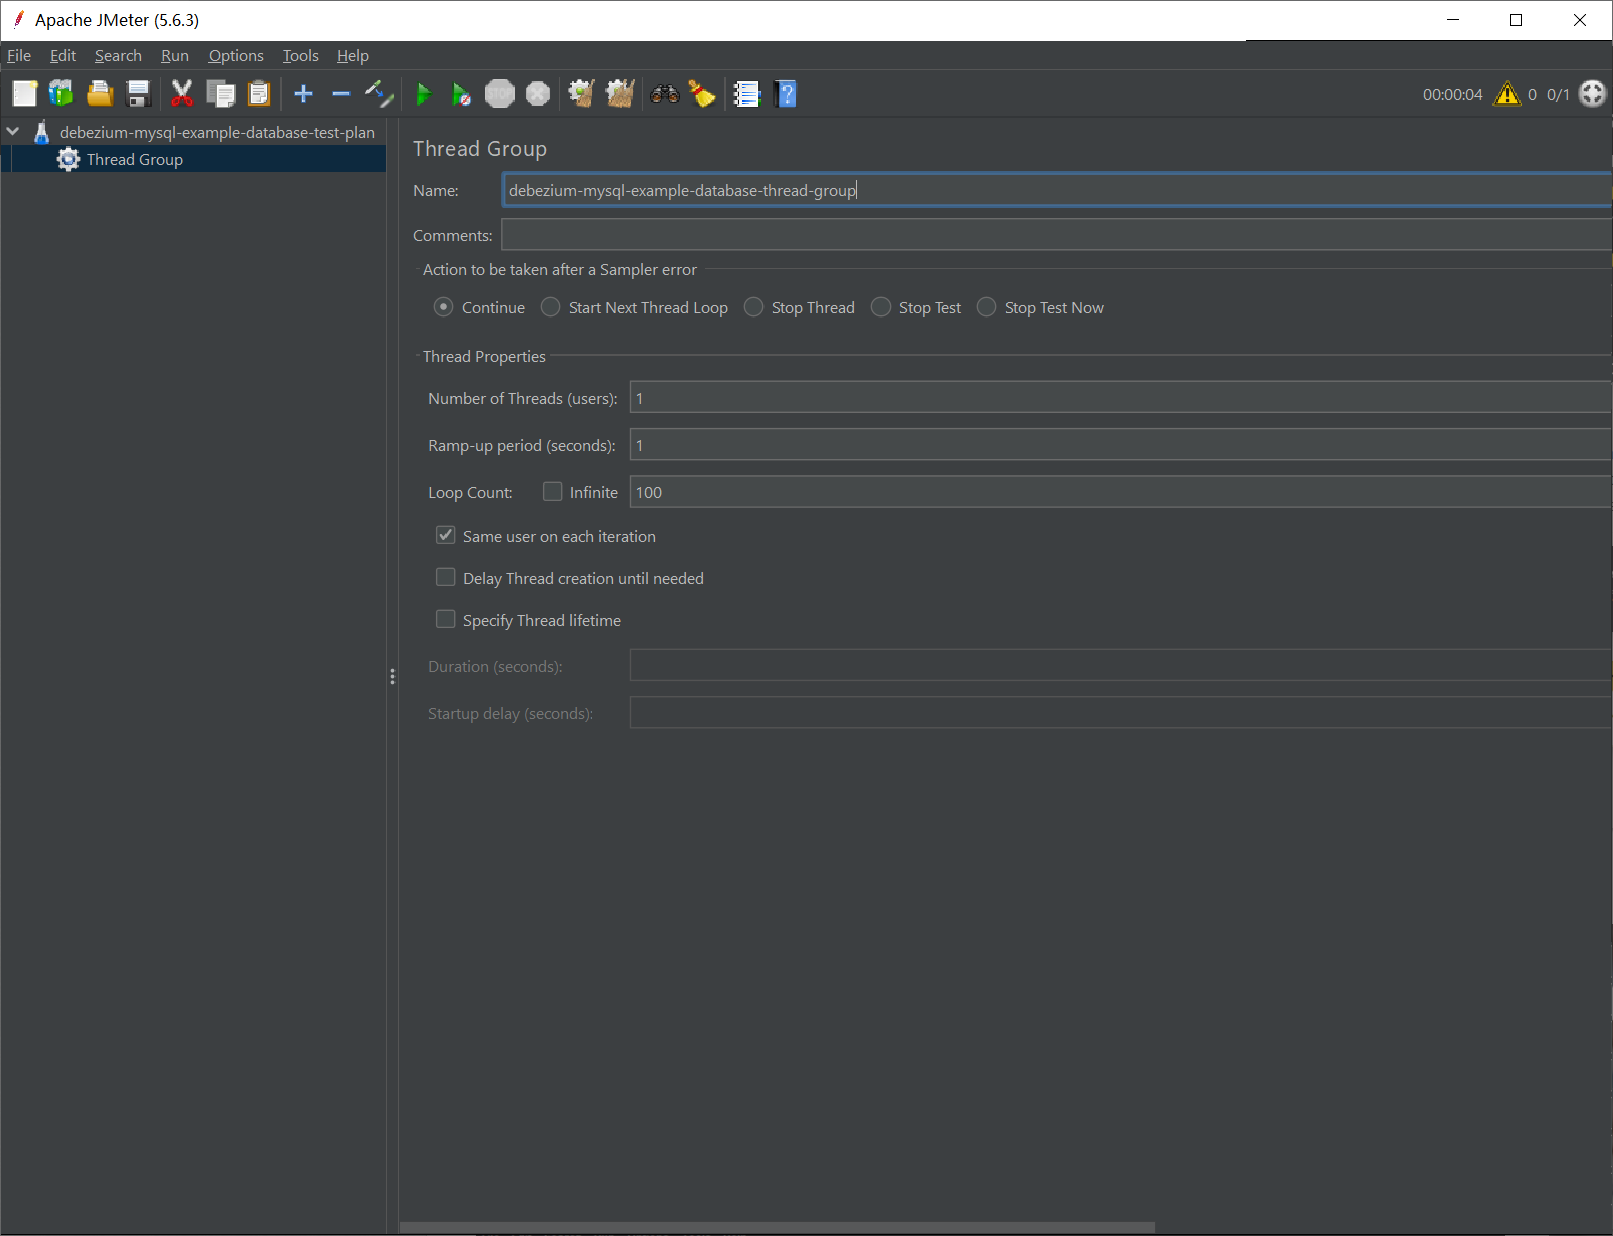 Apache JMeter (5.6.3)
File Edit Search Run Options Tools Help
STOP
?
00:00:04 0 0/1
debezium-mysql-example-database-test-plan
Thread Group
Thread Group
Name: debezium-mysql-example-database-thread-group
Comments:
Action to be taken after a Sampler error
Continue Start Next Thread Loop Stop Thread Stop Test Stop Test Now
Thread Properties
Number of Threads (users): 1
Ramp-up period (seconds): 1
Loop Count: Infinite 100
Same user on each iteration
Delay Thread creation until needed
Specify Thread lifetime
Duration (seconds):
Startup delay (seconds):